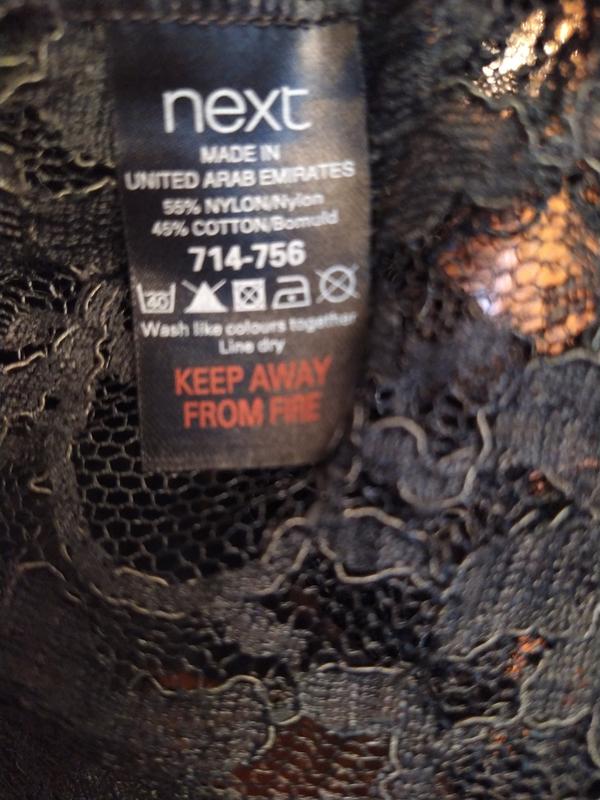 next
MADE IN
UNITED ARAB EMIRATES
55% NYLON/Nylon
45% COTTON/Bomuld
714-756
40
Wash like colours together
Line dry
KEEP AWAY
FROM FIRE